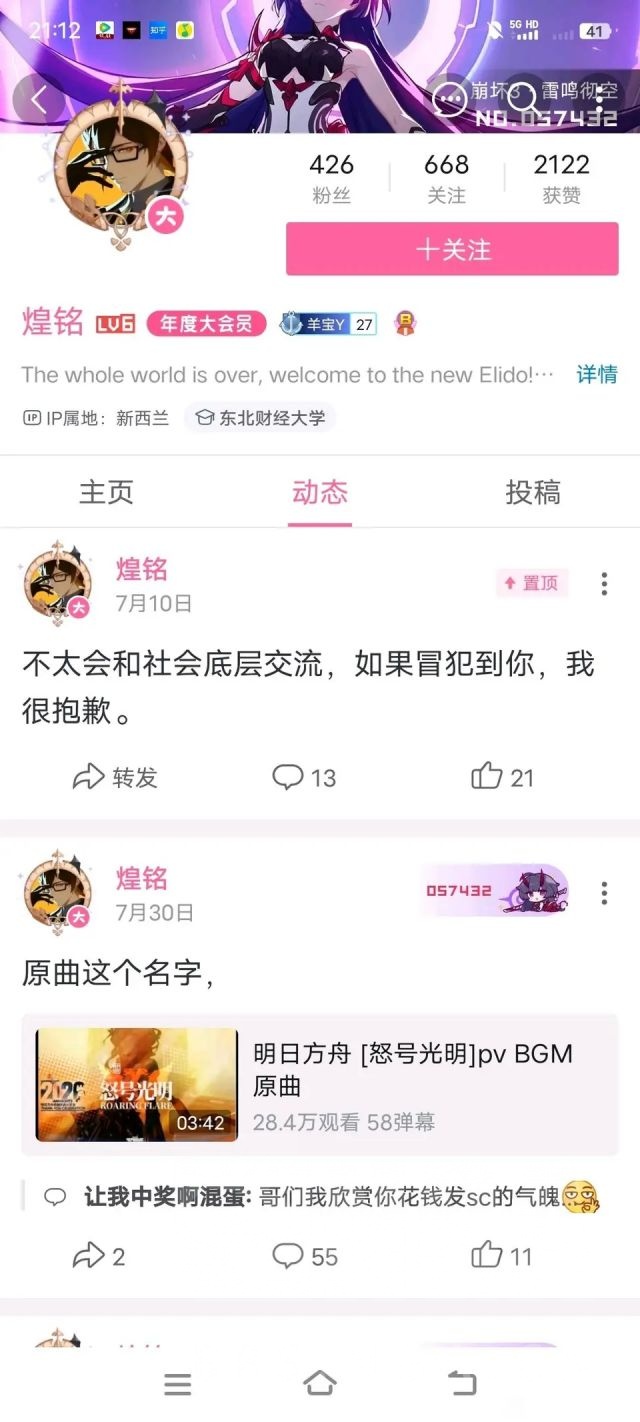 21:12
知乎
5G HD
41
崩坏3·雷鸣彻空
NO.057432
426
668
2122
粉丝
关注
获赞
大
＋关注
煌铭 LV6 年度大会员 羊宝Y 27
The whole world is over, welcome to the new Elido!… 详情
IP IP属地：新西兰 东北财经大学
主页
动态
投稿
煌铭
置顶
7月10日
大
不太会和社会底层交流，如果冒犯到你，我
很抱歉。
转发
13
21
煌铭
057432
7月30日
大
原曲这个名字，
明日方舟 [怒号光明]pv BGM
原曲
怒号光明
ROARING FLARE
03:42
28.4万观看 58弹幕
让我中奖啊混蛋: 哥们我欣赏你花钱发sc的气魄
2
55
11